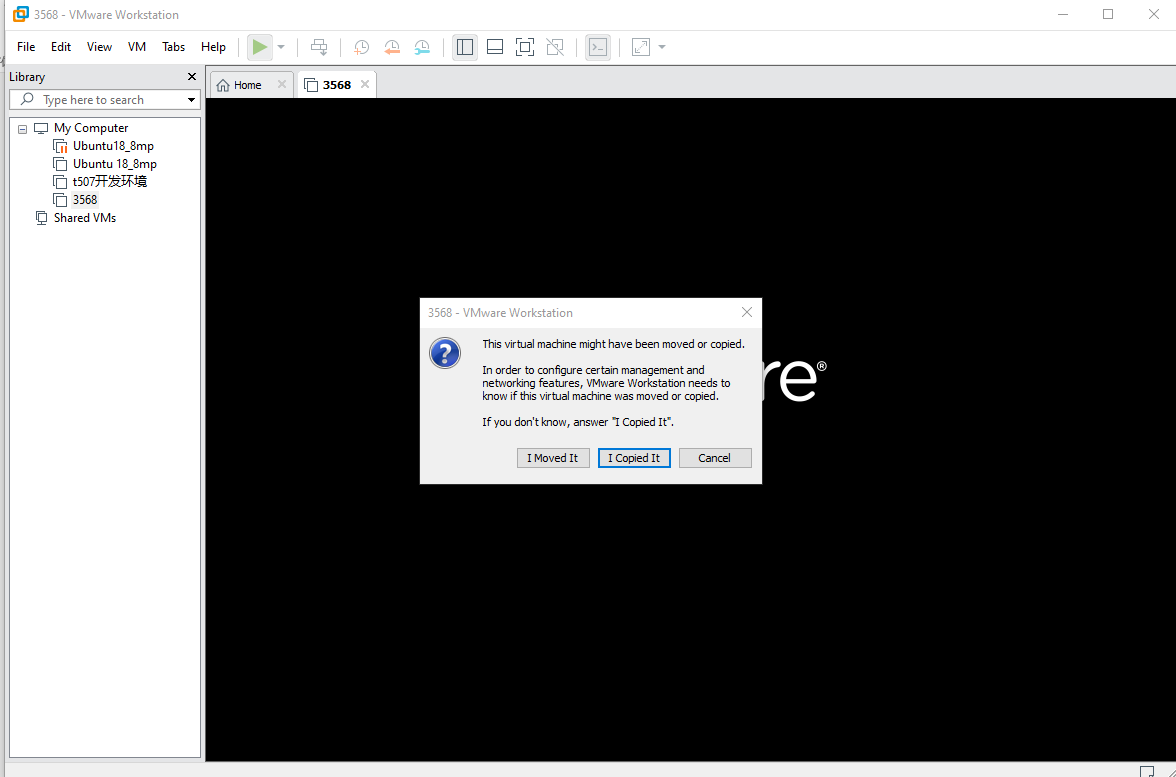 3568 - VMware Workstation
File Edit View VM Tabs Help
Library
Type here to search
My Computer
Ubuntu18_8mp
Ubuntu 18_8mp
t507开发环境
3568
Shared VMs
Home
3568
3568 - VMware Workstation
This virtual machine might have been moved or copied.
In order to configure certain management and
networking features, VMware Workstation needs to
know if this virtual machine was moved or copied.
If you don't know, answer "I Copied It".
I Moved It I Copied It Cancel
re®